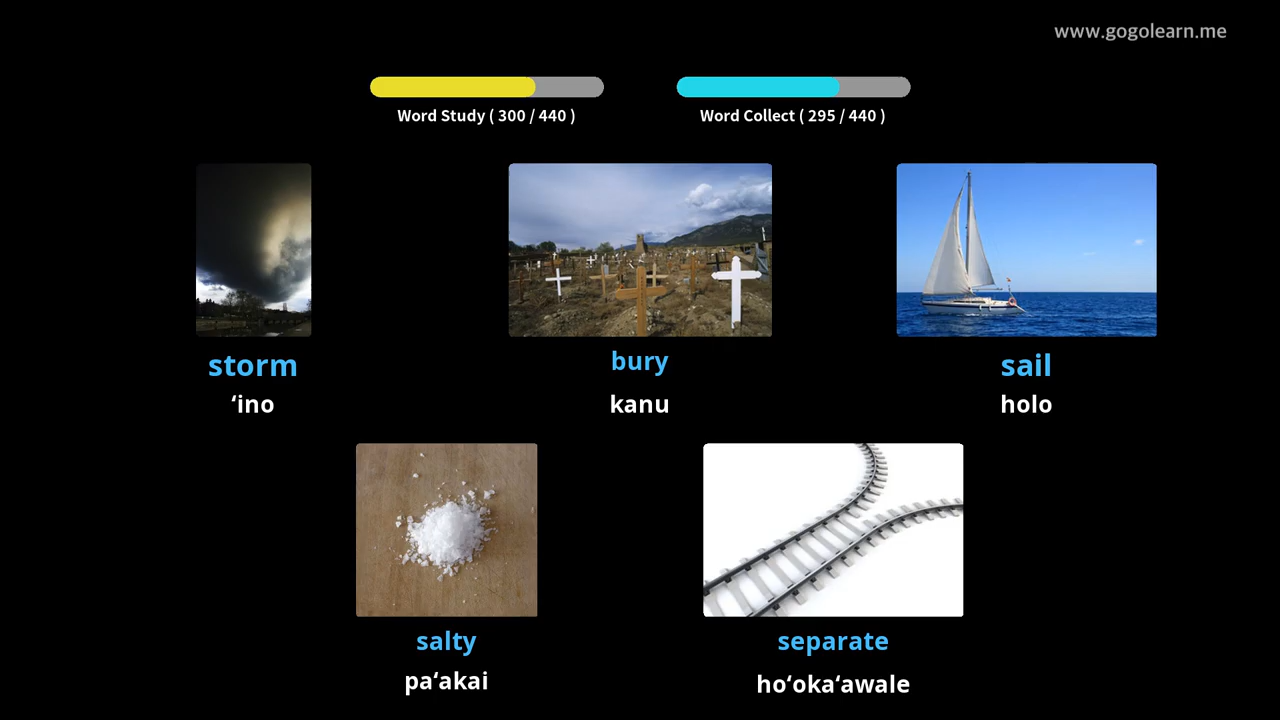 www.gogolearn.me
Word Study ( 300 / 440 )
Word Collect ( 295 / 440 )
storm
ʻino
bury
kanu
sail
holo
salty
paʻakai
separate
hoʻokaʻawale